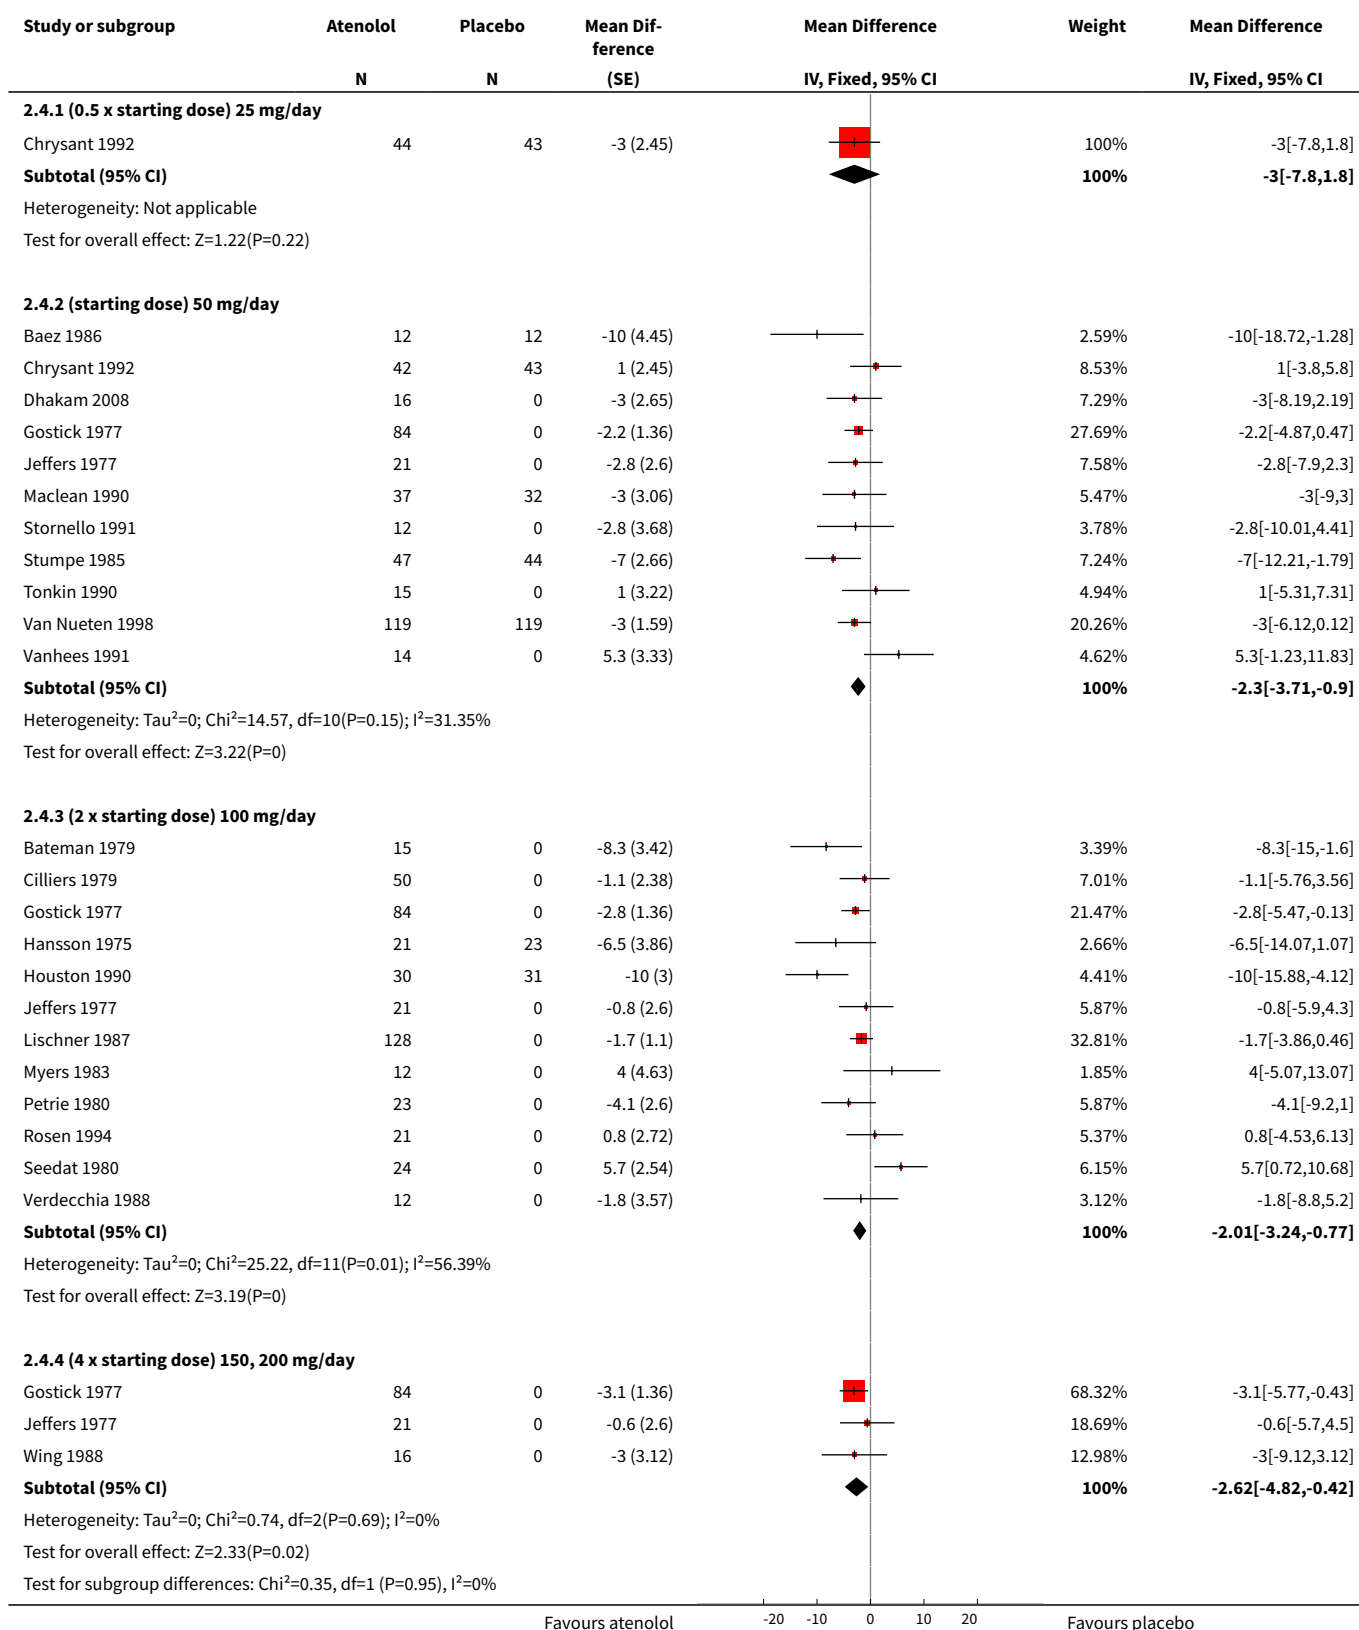 Study or subgroup Atenolol Placebo Mean Dif- Mean Difference Weight Mean Difference
ference
N N (SE) IV, Fixed, 95% CI IV, Fixed, 95% CI
2.4.1 (0.5 x starting dose) 25 mg/day
Chrysant 1992 44 43 -3 (2.45) 100% -3[-7.8,1.8]
Subtotal (95% CI) 100% -3[-7.8,1.8]
Heterogeneity: Not applicable
Test for overall effect: Z=1.22(P=0.22)
2.4.2 (starting dose) 50 mg/day
Baez 1986 12 12 -10 (4.45) 2.59% -10[-18.72,-1.28]
Chrysant 1992 42 43 1 (2.45) 8.53% 1[-3.8,5.8]
Dhakam 2008 16 0 -3 (2.65) 7.29% -3[-8.19,2.19]
Gostick 1977 84 0 -2.2 (1.36) 27.69% -2.2[-4.87,0.47]
Jeffers 1977 21 0 -2.8 (2.6) 7.58% -2.8[-7.9,2.3]
Maclean 1990 37 32 -3 (3.06) 5.47% -3[-9,3]
Stornello 1991 12 0 -2.8 (3.68) 3.78% -2.8[-10.01,4.41]
Stumpe 1985 47 44 -7 (2.66) 7.24% -7[-12.21,-1.79]
Tonkin 1990 15 0 1 (3.22) 4.94% 1[-5.31,7.31]
Van Nueten 1998 119 119 -3 (1.59) 20.26% -3[-6.12,0.12]
Vanhees 1991 14 0 5.3 (3.33) 4.62% 5.3[-1.23,11.83]
Subtotal (95% CI) 100% -2.3[-3.71,-0.9]
Heterogeneity: Tau²=0; Chi²=14.57, df=10(P=0.15); I²=31.35%
Test for overall effect: Z=3.22(P=0)
2.4.3 (2 x starting dose) 100 mg/day
Bateman 1979 15 0 -8.3 (3.42) 3.39% -8.3[-15,-1.6]
Cilliers 1979 50 0 -1.1 (2.38) 7.01% -1.1[-5.76,3.56]
Gostick 1977 84 0 -2.8 (1.36) 21.47% -2.8[-5.47,-0.13]
Hansson 1975 21 23 -6.5 (3.86) 2.66% -6.5[-14.07,1.07]
Houston 1990 30 31 -10 (3) 4.41% -10[-15.88,-4.12]
Jeffers 1977 21 0 -0.8 (2.6) 5.87% -0.8[-5.9,4.3]
Lischner 1987 128 0 -1.7 (1.1) 32.81% -1.7[-3.86,0.46]
Myers 1983 12 0 4 (4.63) 1.85% 4[-5.07,13.07]
Petrie 1980 23 0 -4.1 (2.6) 5.87% -4.1[-9.2,1]
Rosen 1994 21 0 0.8 (2.72) 5.37% 0.8[-4.53,6.13]
Seedat 1980 24 0 5.7 (2.54) 6.15% 5.7[0.72,10.68]
Verdecchia 1988 12 0 -1.8 (3.57) 3.12% -1.8[-8.8,5.2]
Subtotal (95% CI) 100% -2.01[-3.24,-0.77]
Heterogeneity: Tau²=0; Chi²=25.22, df=11(P=0.01); I²=56.39%
Test for overall effect: Z=3.19(P=0)
2.4.4 (4 x starting dose) 150, 200 mg/day
Gostick 1977 84 0 -3.1 (1.36) 68.32% -3.1[-5.77,-0.43]
Jeffers 1977 21 0 -0.6 (2.6) 18.69% -0.6[-5.7,4.5]
Wing 1988 16 0 -3 (3.12) 12.98% -3[-9.12,3.12]
Subtotal (95% CI) 100% -2.62[-4.82,-0.42]
Heterogeneity: Tau²=0; Chi²=0.74, df=2(P=0.69); I²=0%
Test for overall effect: Z=2.33(P=0.02)
Test for subgroup differences: Chi²=0.35, df=1 (P=0.95), I²=0%
Favours atenolol -20 -10 0 10 20 Favours placebo